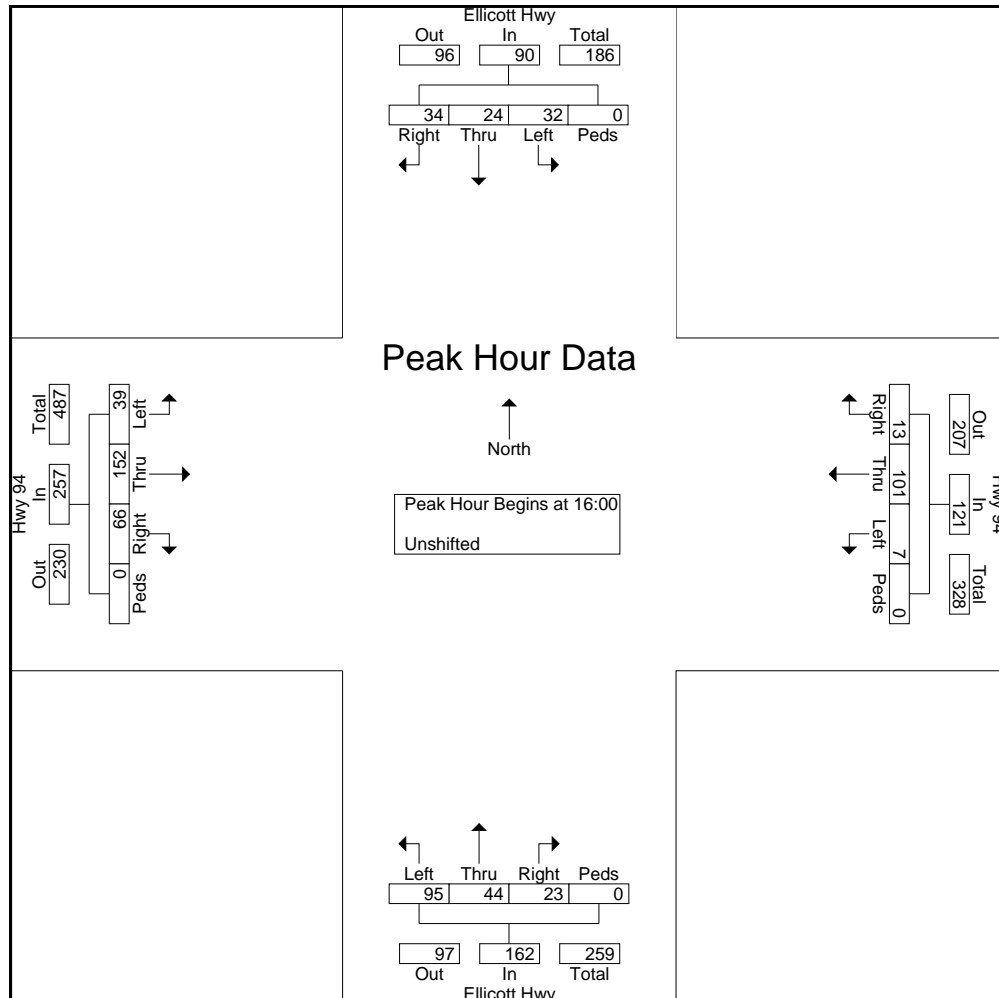 Ellicott Hwy
Out In Total
96 90 186
34 24 32 0
Right Thru Left Peds
Peak Hour Data
North
Peak Hour Begins at 16:00
Unshifted
Hwy 94
Total In Out
487 257 230
39 152 66 0
Left Thru Right Peds
Hwy 94
Out In Total
207 121 328
13 101 7 0
Right Thru Left Peds
Left Thru Right Peds
95 44 23 0
97 162 259
Out In Total
Ellicott Hwy